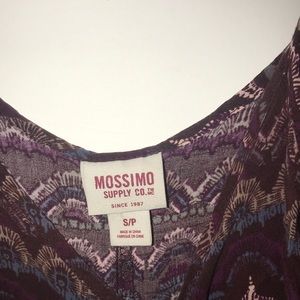 MOSSIMO
SUPPLY CO.
SINCE 1987
S/P
MADE IN CHINA
FABRIQUÉ EN CHINE